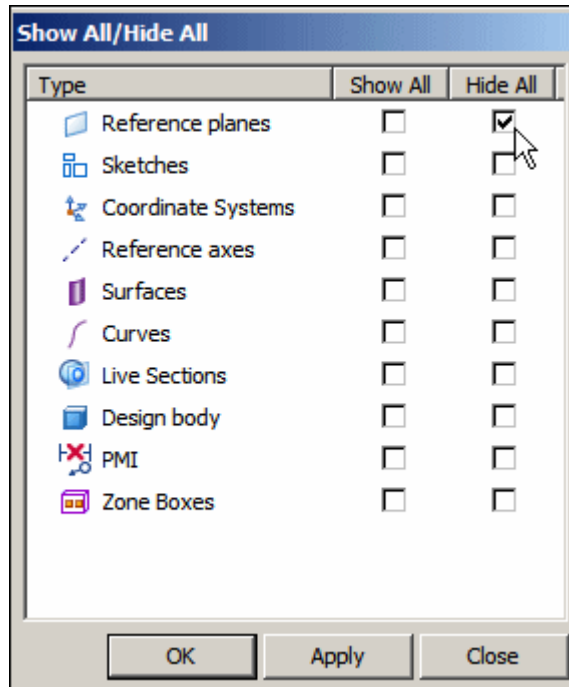 Show All/Hide All
Type Show All Hide All
Reference planes
Sketches
Coordinate Systems
Reference axes
Surfaces
Curves
Live Sections
Design body
PMI
Zone Boxes
OK Apply Close